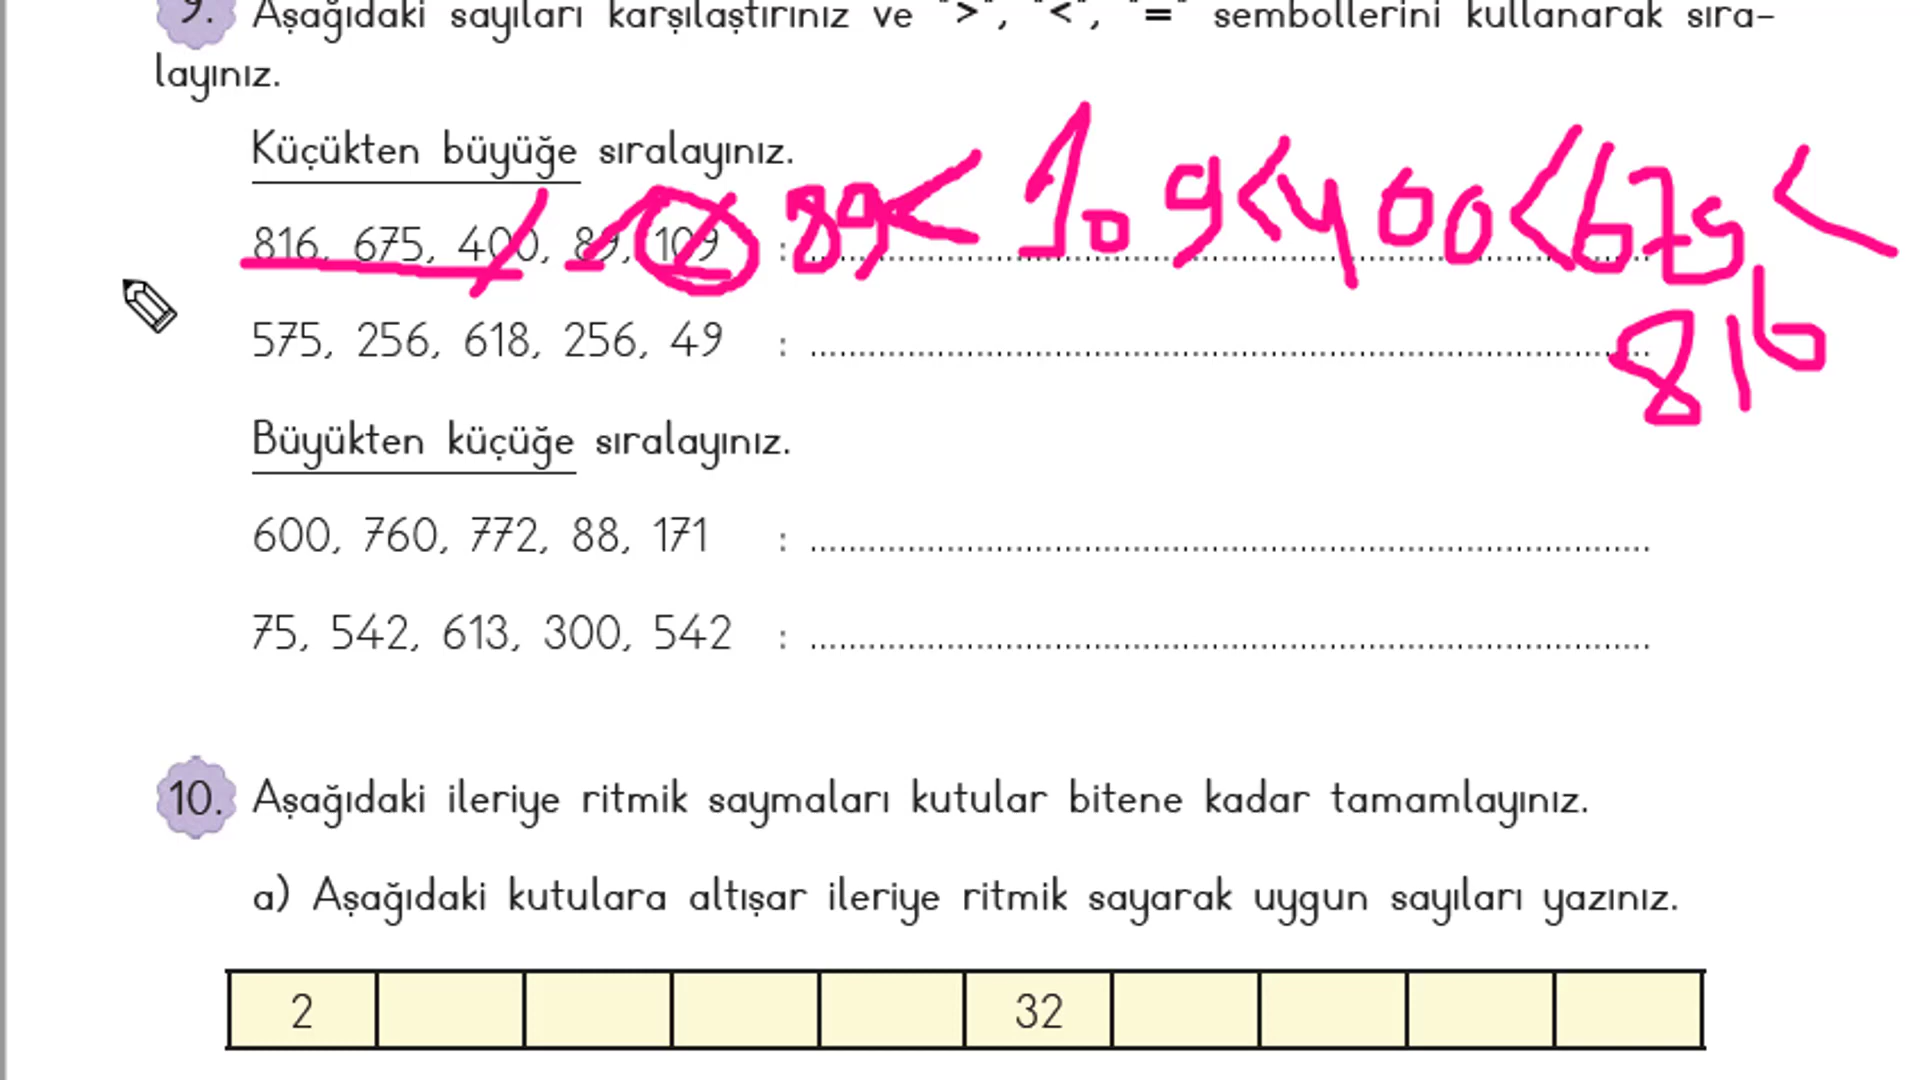 9. Aşağıdaki sayıları karşılaştırınız ve ">", "<", "=" sembollerini kullanarak sıra-
layınız.
Küçükten büyüğe sıralayınız.
816, 675, 400, 89, 109 : 89<109<400<675<
816
575, 256, 618, 256, 49 : ....................
Büyükten küçüğe sıralayınız.
600, 760, 772, 88, 171 : ....................
75, 542, 613, 300, 542 : ....................
10. Aşağıdaki ileriye ritmik saymaları kutular bitene kadar tamamlayınız.
a) Aşağıdaki kutulara altışar ileriye ritmik sayarak uygun sayıları yazınız.
2 32